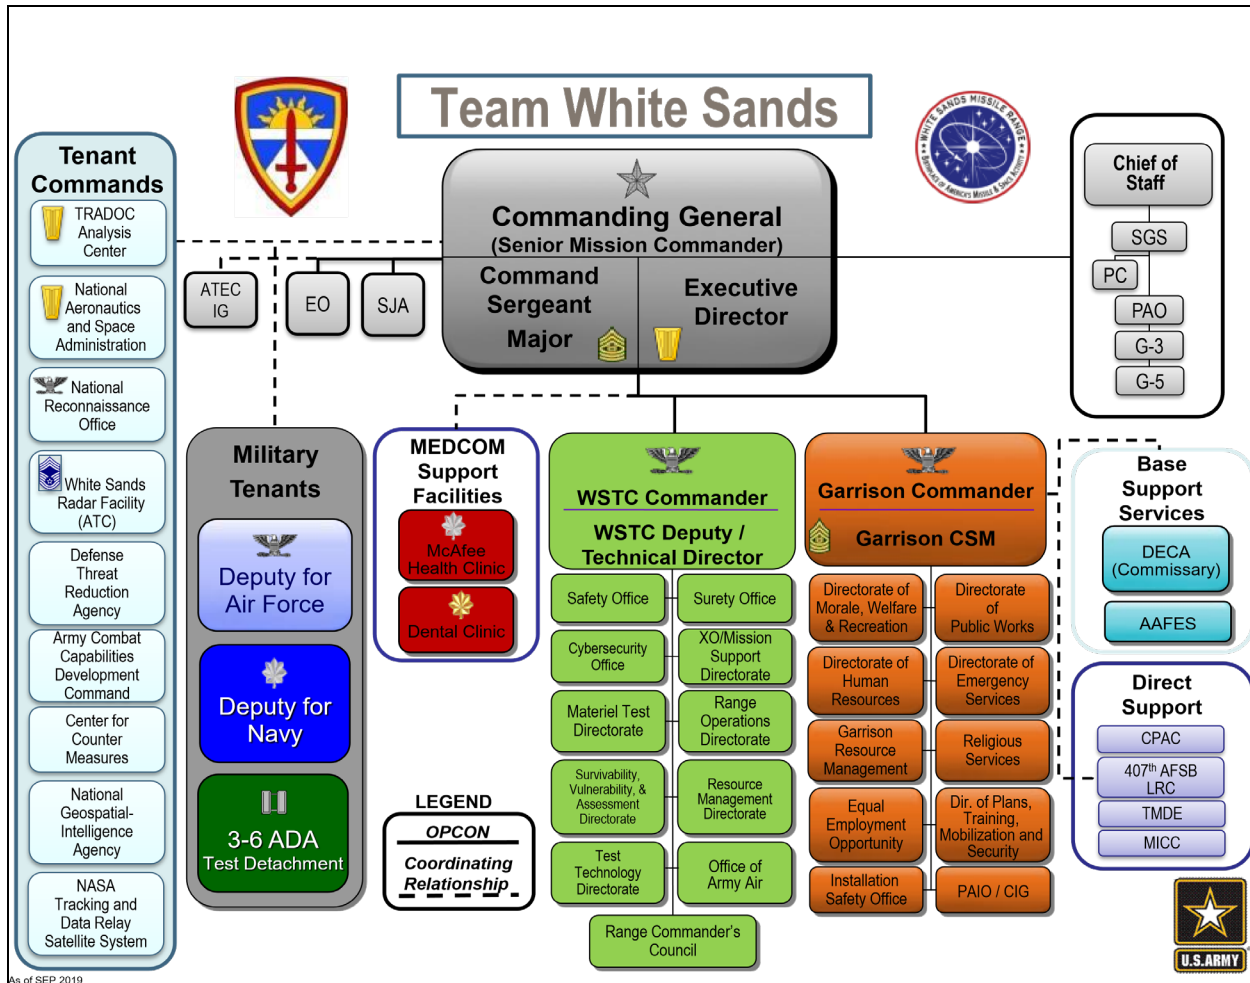 Team White Sands
WHITE SANDS MISSILE RANGE
BIRTHPLACE OF AMERICA'S MISSILE & SPACE ACTIVITY
Tenant
Commands
TRADOC
Analysis
Center
National
Aeronautics
and Space
Administration
National
Reconnaissance
Office
White Sands
Radar Facility
(ATC)
Defense
Threat
Reduction
Agency
Army Combat
Capabilities
Development
Command
Center for
Counter
Measures
National
Geospatial-
Intelligence
Agency
NASA
Tracking and
Data Relay
Satellite System
As of SEP 2019
Commanding General
(Senior Mission Commander)
Command
Sergeant
Major
Executive
Director
ATEC
IG
EO
SJA
Chief of
Staff
SGS
PC
PAO
G-3
G-5
Military
Tenants
Deputy for
Air Force
Deputy for
Navy
3-6 ADA
Test Detachment
MEDCOM
Support
Facilities
McAfee
Health Clinic
Dental Clinic
LEGEND
OPCON
Coordinating
Relationship
WSTC Commander
WSTC Deputy /
Technical Director
Safety Office
Surety Office
Cybersecurity
Office
XO/Mission
Support
Directorate
Materiel Test
Directorate
Range
Operations
Directorate
Survivability,
Vulnerability, &
Assessment
Directorate
Resource
Management
Directorate
Test
Technology
Directorate
Office of
Army Air
Range Commander's
Council
Garrison Commander
Garrison CSM
Directorate of
Morale, Welfare
& Recreation
Directorate
of
Public Works
Directorate of
Human
Resources
Directorate of
Emergency
Services
Garrison
Resource
Management
Religious
Services
Equal
Employment
Opportunity
Dir. of Plans,
Training,
Mobilization and
Security
Installation
Safety Office
PAIO / CIG
Base
Support
Services
DECA
(Commissary)
AAFES
Direct
Support
CPAC
407th AFSB
LRC
TMDE
MICC
U.S.ARMY